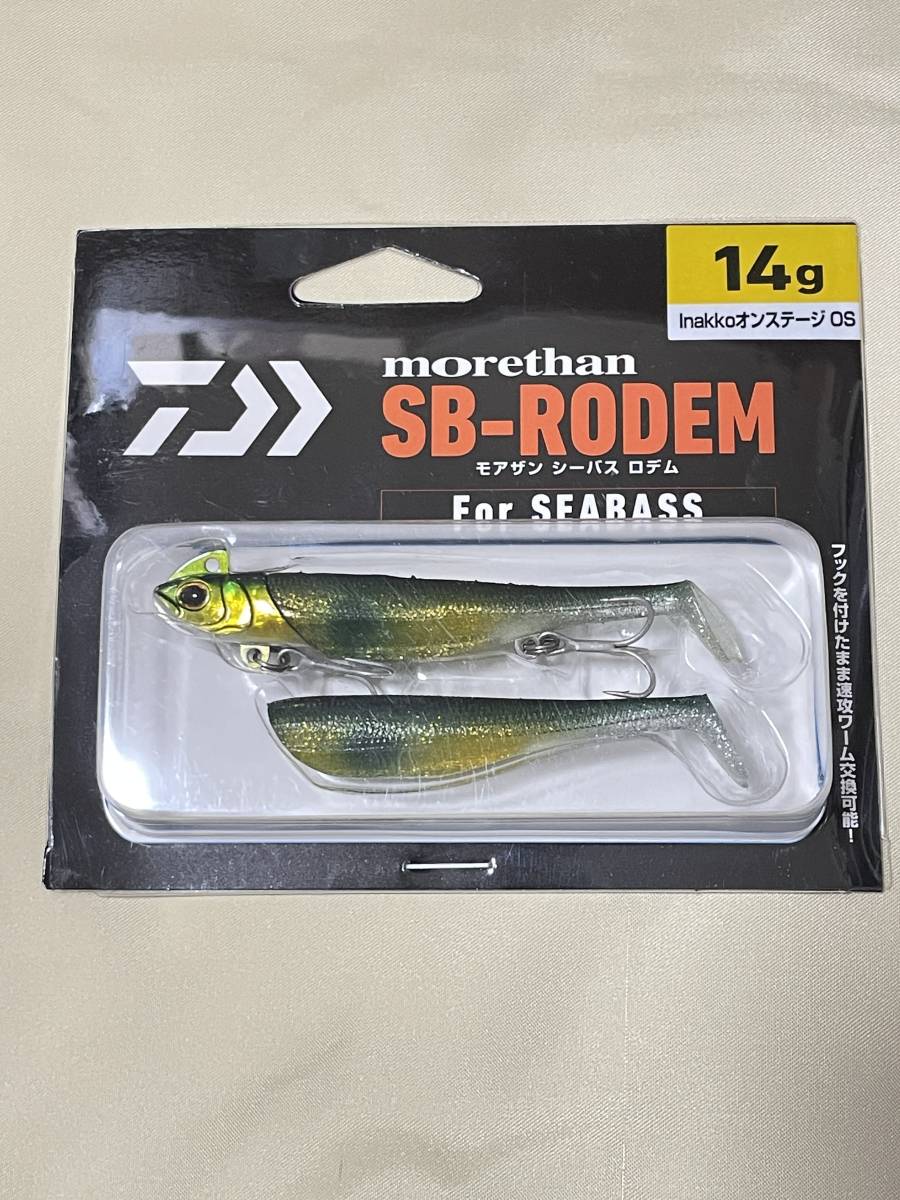 14g
Inakkoオンステージ OS
morethan
SB-RODEM
モアザン シーバス ロデム
For SEABASS
フックを付けたまま速攻ワーム交換可能！